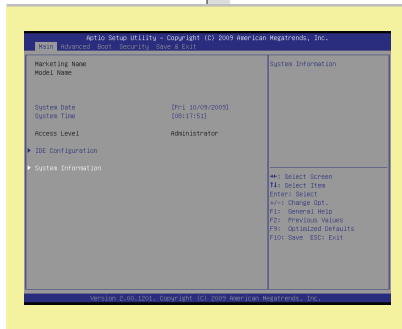 Aptio Setup Utility - Copyright (C) 2009 American Megatrends, Inc.
Main Advanced Boot Security Save & Exit
Marketing Name
Model Name
System Date [Fri 10/09/2009]
System Time [08:17:51]
Access Level Administrator
IDE Configuration
System Information
System Information
↔: Select Screen
↑↓: Select Item
Enter: Select
+/-: Change Opt.
F1: General Help
F2: Previous Values
F9: Optimized Defaults
F10: Save ESC: Exit
Version 2.00.1201. Copyright (C) 2009 American Megatrends, Inc.